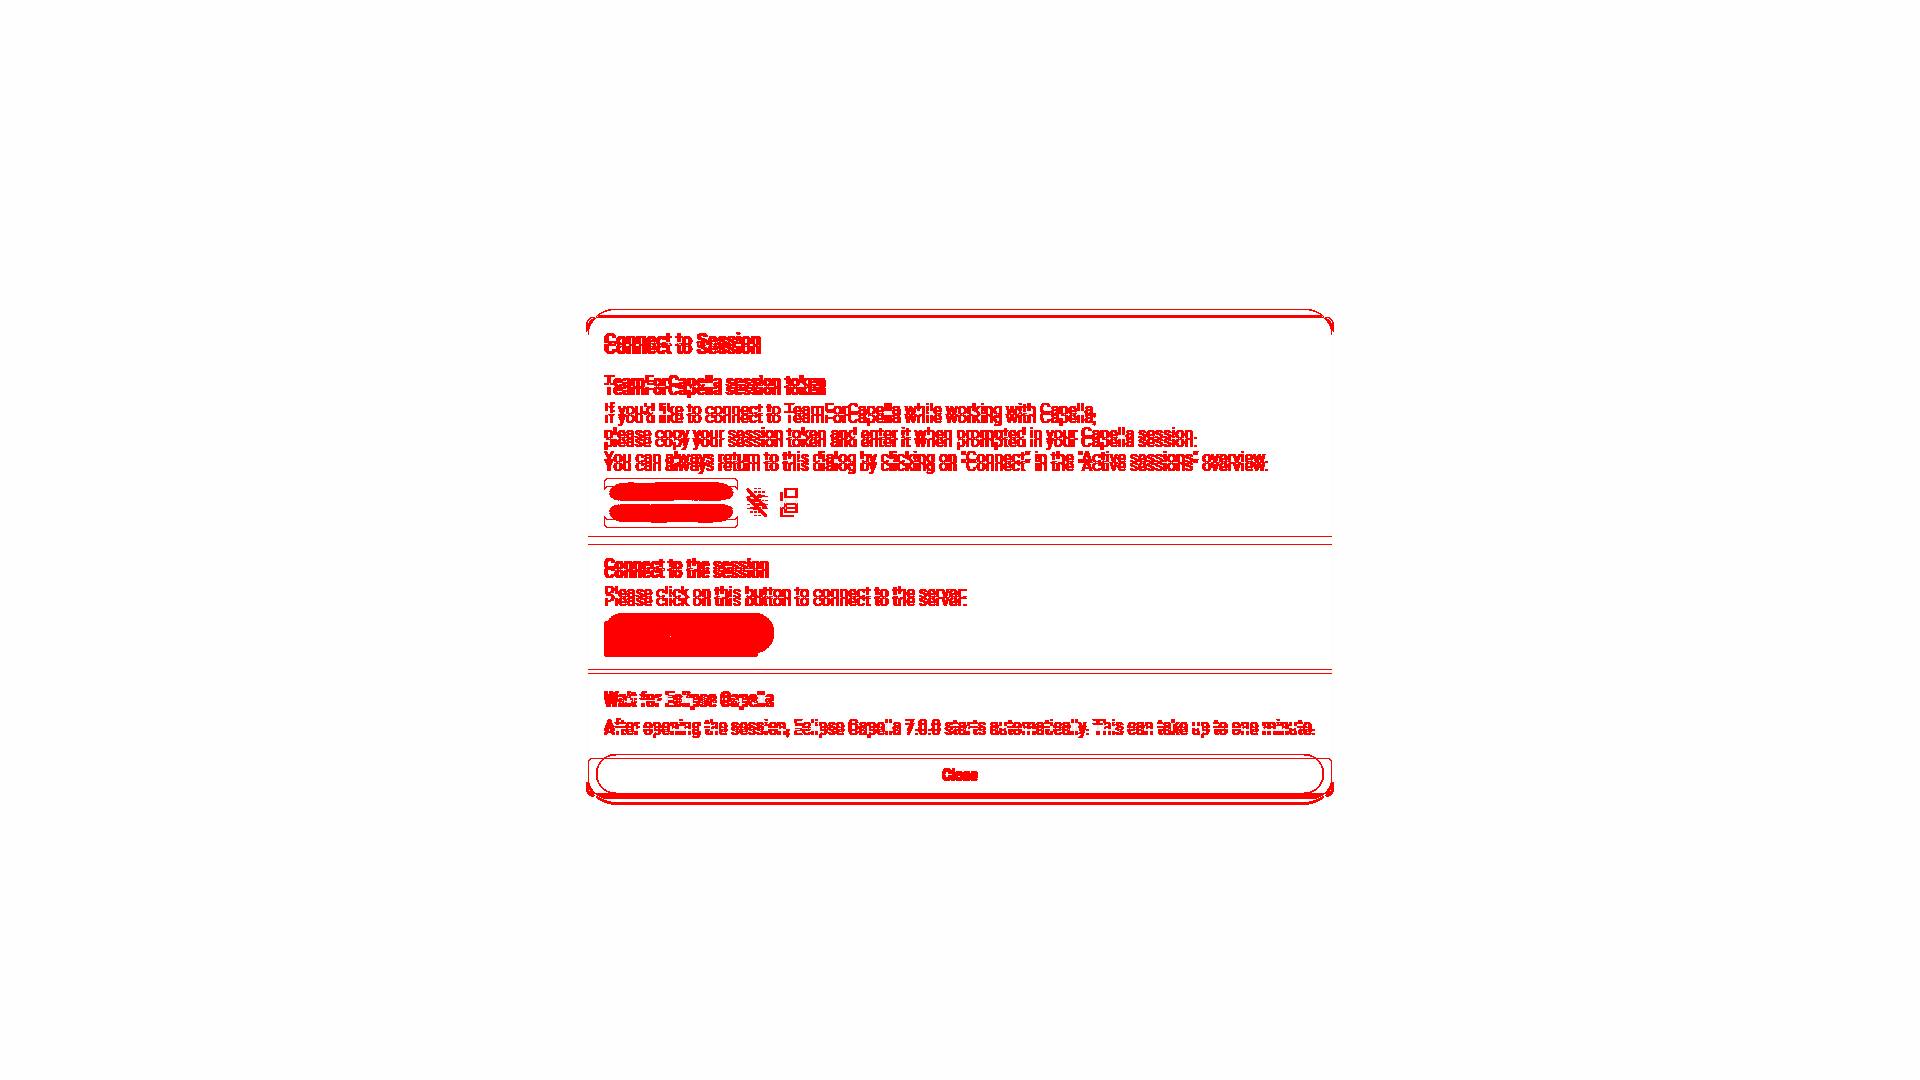 Connect to Session
TeamForCapella session token
If you'd like to connect to TeamForCapella while working with Capella,
please copy your session token and enter it when prompted in your Capella session.
You can always return to this dialog by clicking on "Connect" in the "Active sessions" overview.
Connect to the session
Please click on this button to connect to the server.
Wait for Eclipse Capella
After opening the session, Eclipse Capella 7.0.0 starts automatically. This can take up to one minute.
Close